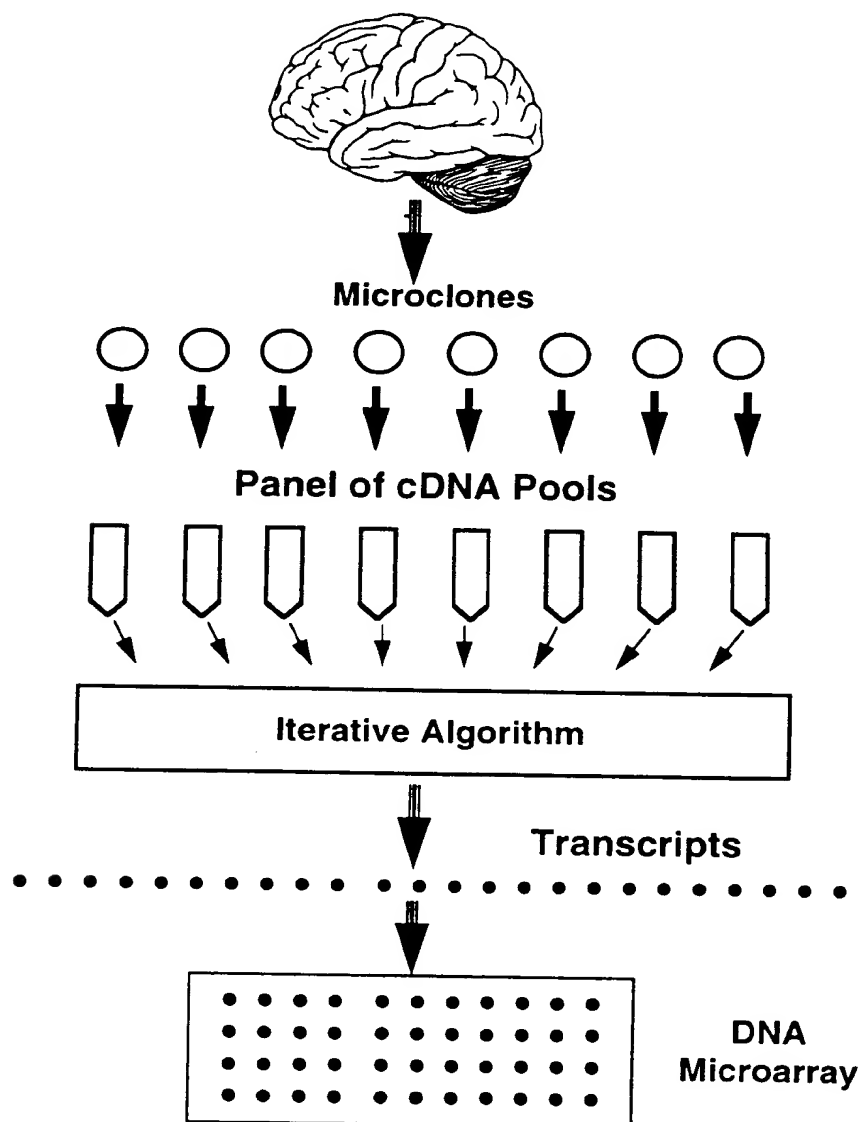 Microclones
Panel of cDNA Pools
Iterative Algorithm
Transcripts
DNA
Microarray